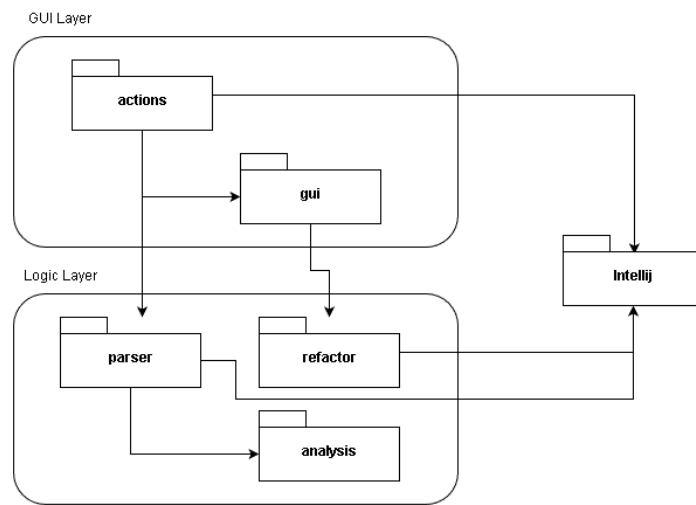 GUI Layer
actions
gui
Intellij
Logic Layer
parser
refactor
analysis